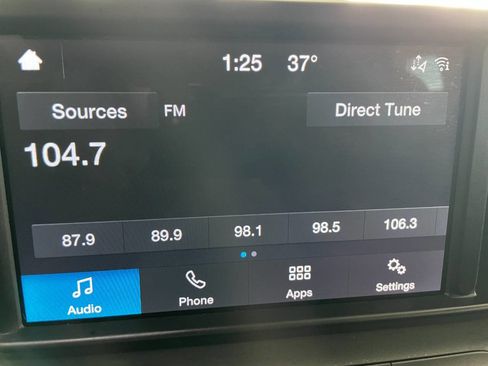 1:25 37°
Sources FM Direct Tune
104.7
87.9 89.9 98.1 98.5 106.3
Audio Phone Apps Settings